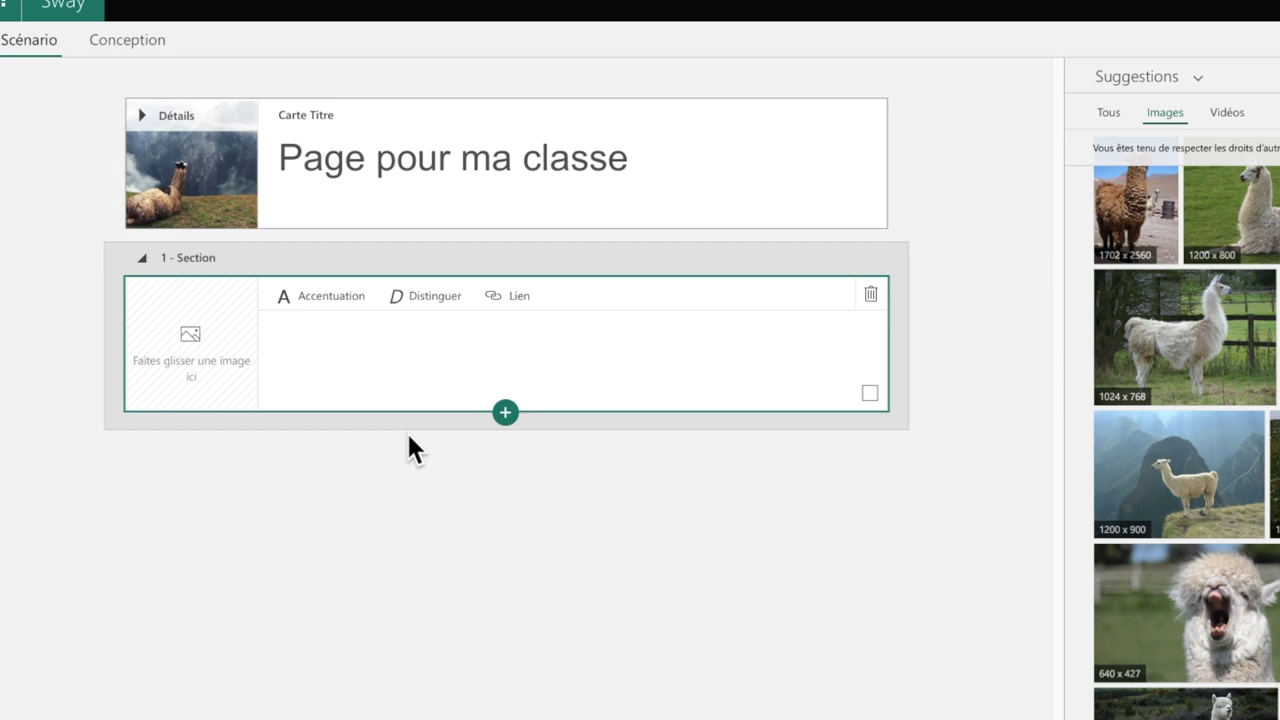 Sway
Scénario
Conception
Détails
Carte Titre
Page pour ma classe
1 - Section
Accentuation
Distinguer
Lien
Faites glisser une image
ici
Suggestions
Tous
Images
Vidéos
Vous êtes tenu de respecter les droits d'autr
1702 x 2560
1200 x 800
1024 x 768
1200 x 900
640 x 427